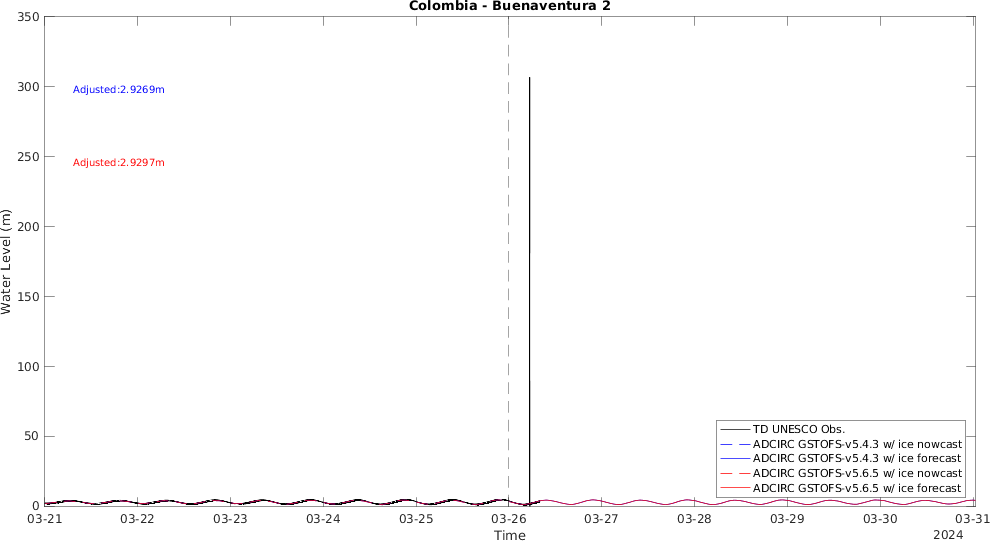 Colombia - Buenaventura 2
350
300
250
200
150
100
50
0
Water Level (m)
Adjusted:2.9269m
Adjusted:2.9297m
TD UNESCO Obs.
ADCIRC GSTOFS-v5.4.3 w/ ice nowcast
ADCIRC GSTOFS-v5.4.3 w/ ice forecast
ADCIRC GSTOFS-v5.6.5 w/ ice nowcast
ADCIRC GSTOFS-v5.6.5 w/ ice forecast
03-21 03-22 03-23 03-24 03-25 03-26 03-27 03-28 03-29 03-30 03-31
Time
2024